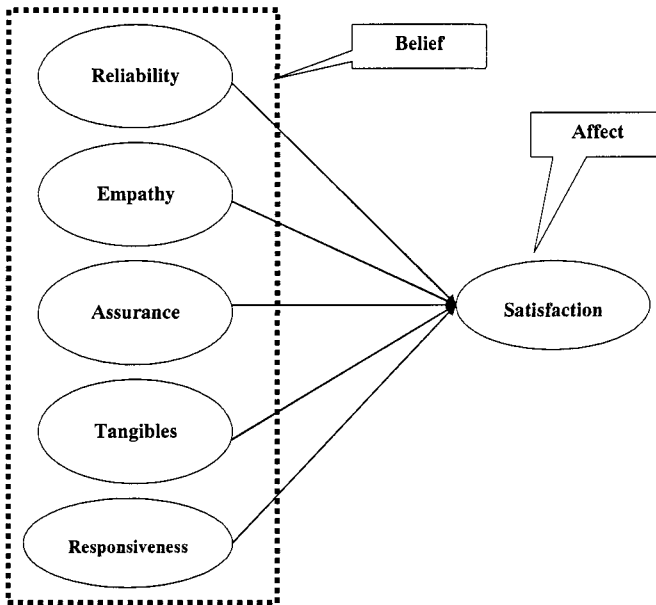 Belief
Reliability
Affect
Empathy
Assurance
Satisfaction
Tangibles
Responsiveness